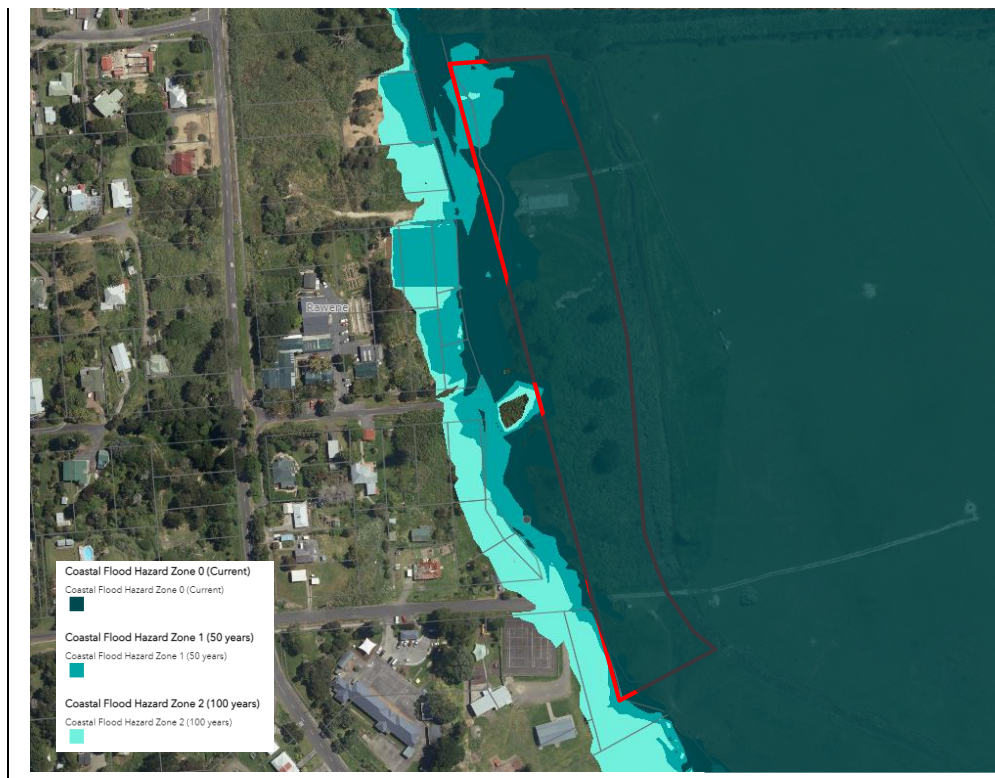 Rawene
Coastal Flood Hazard Zone 0 (Current)
Coastal Flood Hazard Zone 0 (Current)
Coastal Flood Hazard Zone 1 (50 years)
Coastal Flood Hazard Zone 1 (50 years)
Coastal Flood Hazard Zone 2 (100 years)
Coastal Flood Hazard Zone 2 (100 years)